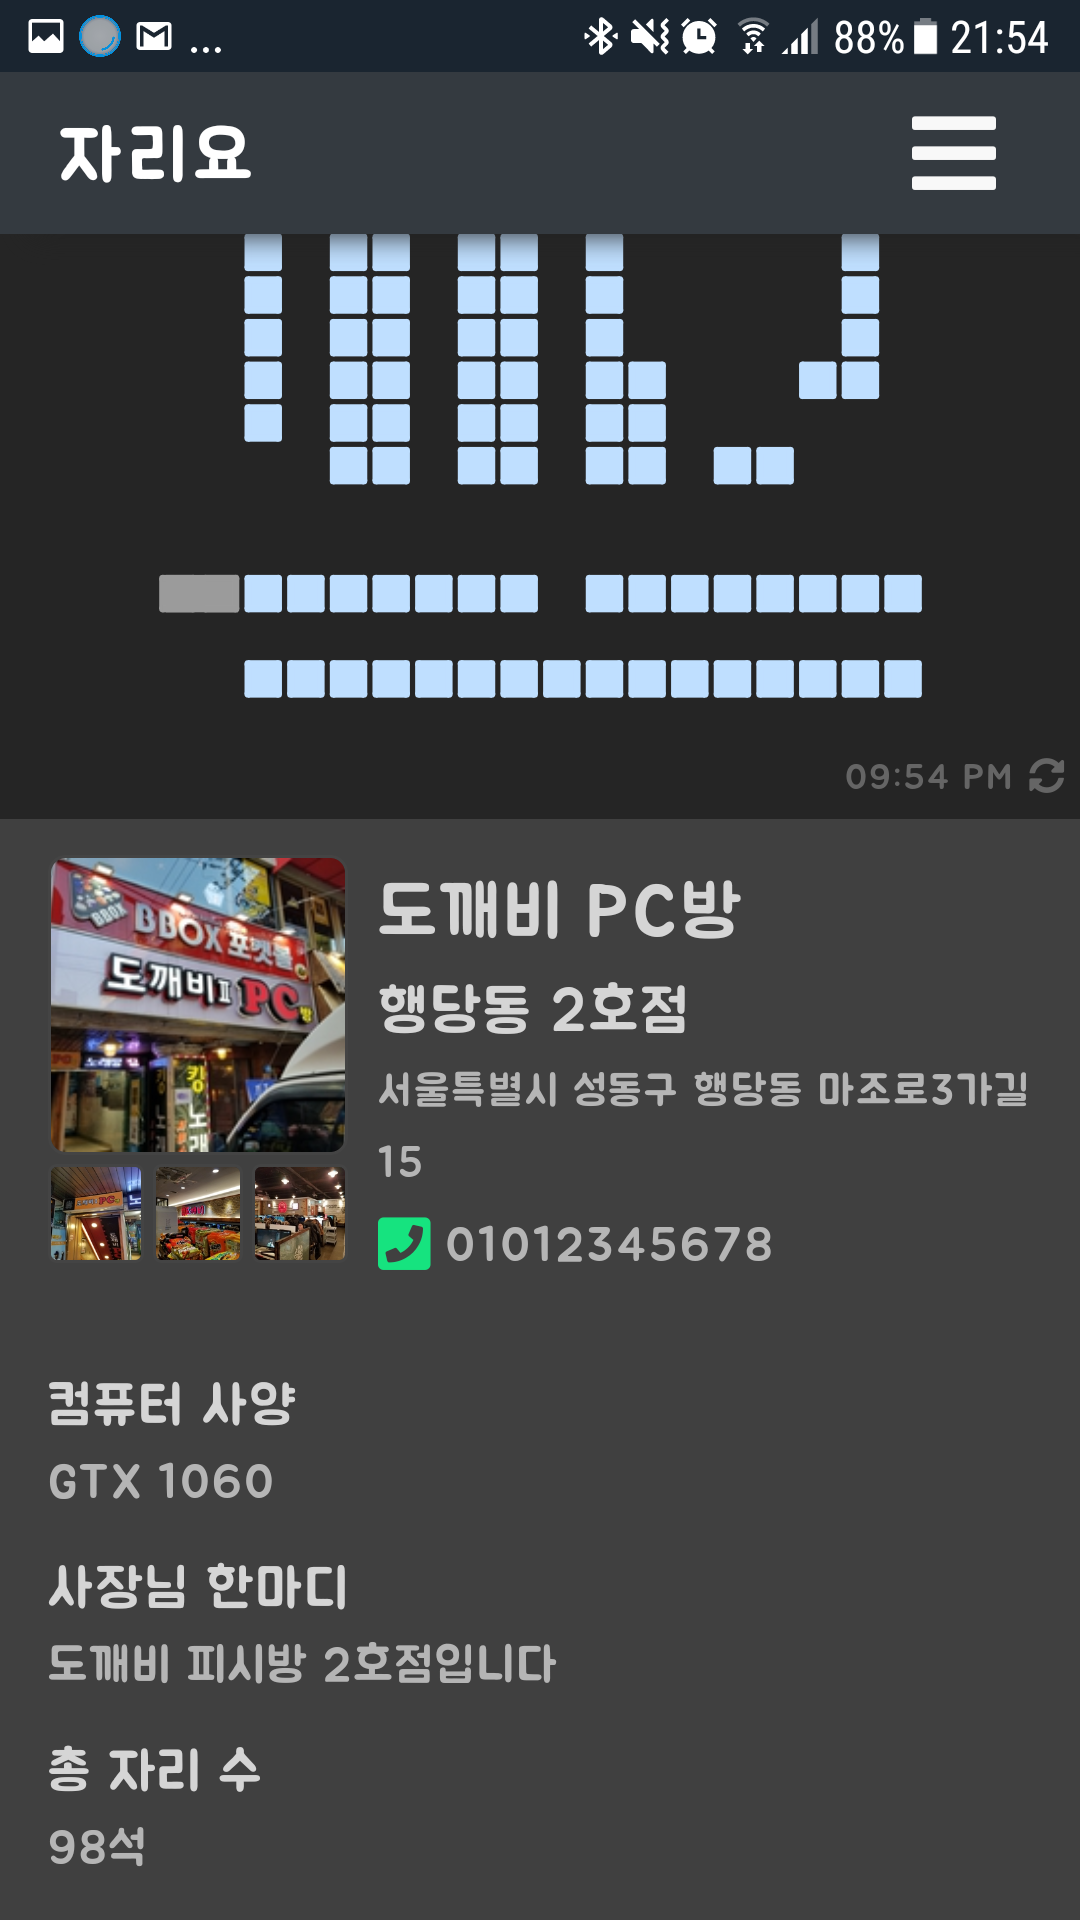 ... 88% 21:54
자리요
09:54 PM
BBOX
BBOX 포켓볼
도깨비II PC방
도깨비 PC방
행당동 2호점
서울특별시 성동구 행당동 마조로3가길
15
01012345678
컴퓨터 사양
GTX 1060
사장님 한마디
도깨비 피시방 2호점입니다
총 자리 수
98석